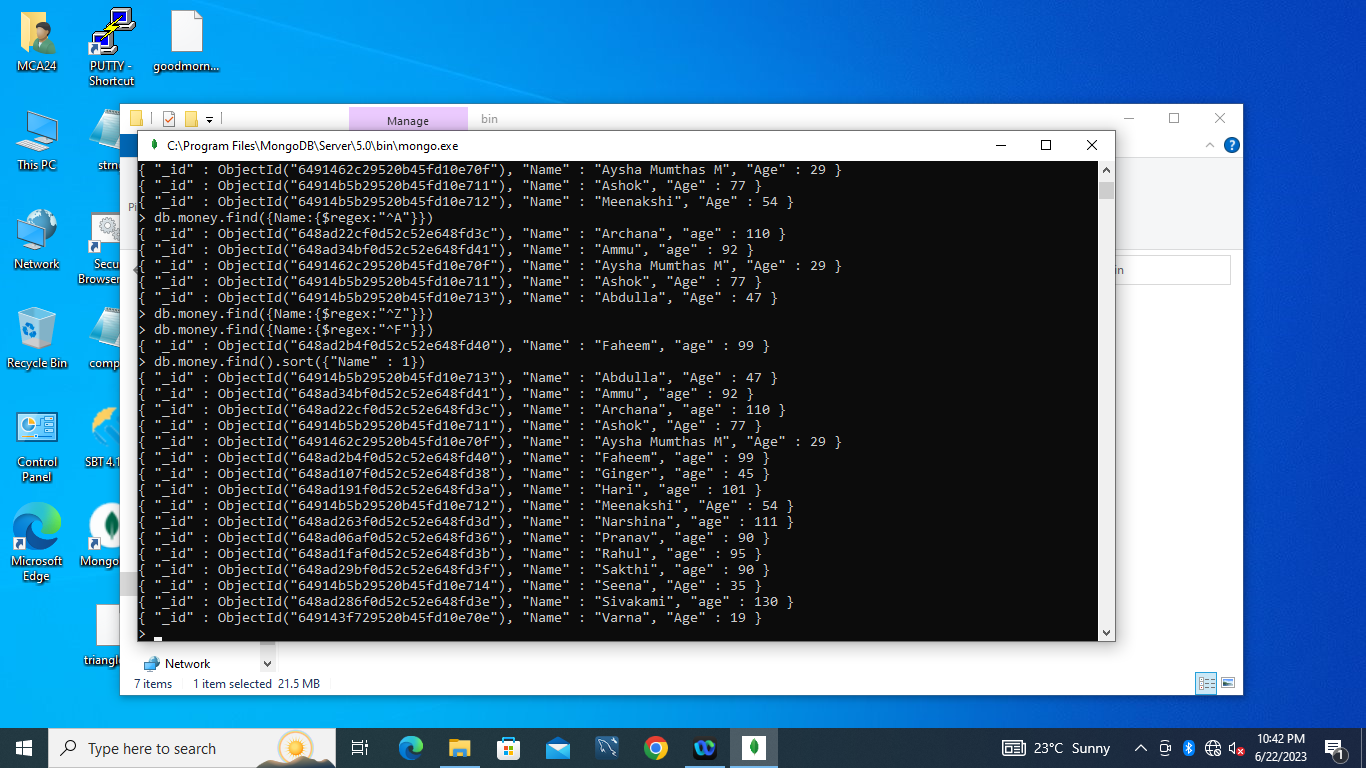 MCA24
PUTTY -
Shortcut
goodmorn...
This PC
Network
Recycle Bin
Control
Panel
SBT 4.1
Microsoft
Edge
Manage
bin
C:\Program Files\MongoDB\Server\5.0\bin\mongo.exe
{ "_id" : ObjectId("6491462c29520b45fd10e70f"), "Name" : "Aysha Mumthas M", "Age" : 29 }
{ "_id" : ObjectId("64914b5b29520b45fd10e711"), "Name" : "Ashok", "Age" : 77 }
{ "_id" : ObjectId("64914b5b29520b45fd10e712"), "Name" : "Meenakshi", "Age" : 54 }
> db.money.find({Name:{$regex:"^A"}})
{ "_id" : ObjectId("648ad22cf0d52c52e648fd3c"), "Name" : "Archana", "age" : 110 }
{ "_id" : ObjectId("648ad34bf0d52c52e648fd41"), "Name" : "Ammu", "age" : 92 }
{ "_id" : ObjectId("6491462c29520b45fd10e70f"), "Name" : "Aysha Mumthas M", "Age" : 29 }
{ "_id" : ObjectId("64914b5b29520b45fd10e711"), "Name" : "Ashok", "Age" : 77 }
{ "_id" : ObjectId("64914b5b29520b45fd10e713"), "Name" : "Abdulla", "Age" : 47 }
> db.money.find({Name:{$regex:"^Z"}})
> db.money.find({Name:{$regex:"^F"}})
{ "_id" : ObjectId("648ad2b4f0d52c52e648fd40"), "Name" : "Faheem", "age" : 99 }
> db.money.find().sort({"Name" : 1})
{ "_id" : ObjectId("64914b5b29520b45fd10e713"), "Name" : "Abdulla", "Age" : 47 }
{ "_id" : ObjectId("648ad34bf0d52c52e648fd41"), "Name" : "Ammu", "age" : 92 }
{ "_id" : ObjectId("648ad22cf0d52c52e648fd3c"), "Name" : "Archana", "age" : 110 }
{ "_id" : ObjectId("64914b5b29520b45fd10e711"), "Name" : "Ashok", "Age" : 77 }
{ "_id" : ObjectId("6491462c29520b45fd10e70f"), "Name" : "Aysha Mumthas M", "Age" : 29 }
{ "_id" : ObjectId("648ad2b4f0d52c52e648fd40"), "Name" : "Faheem", "age" : 99 }
{ "_id" : ObjectId("648ad107f0d52c52e648fd38"), "Name" : "Ginger", "age" : 45 }
{ "_id" : ObjectId("648ad191f0d52c52e648fd3a"), "Name" : "Hari", "age" : 101 }
{ "_id" : ObjectId("64914b5b29520b45fd10e712"), "Name" : "Meenakshi", "Age" : 54 }
{ "_id" : ObjectId("648ad263f0d52c52e648fd3d"), "Name" : "Narshina", "age" : 111 }
{ "_id" : ObjectId("648ad06af0d52c52e648fd36"), "Name" : "Pranav", "age" : 90 }
{ "_id" : ObjectId("648ad1faf0d52c52e648fd3b"), "Name" : "Rahul", "age" : 95 }
{ "_id" : ObjectId("648ad29bf0d52c52e648fd3f"), "Name" : "Sakthi", "age" : 90 }
{ "_id" : ObjectId("64914b5b29520b45fd10e714"), "Name" : "Seena", "Age" : 35 }
{ "_id" : ObjectId("648ad286f0d52c52e648fd3e"), "Name" : "Sivakami", "age" : 130 }
{ "_id" : ObjectId("649143f729520b45fd10e70e"), "Name" : "Varna", "Age" : 19 }
>
Network
7 items 1 item selected 21.5 MB
Type here to search
23°C Sunny
10:42 PM
6/22/2023
1